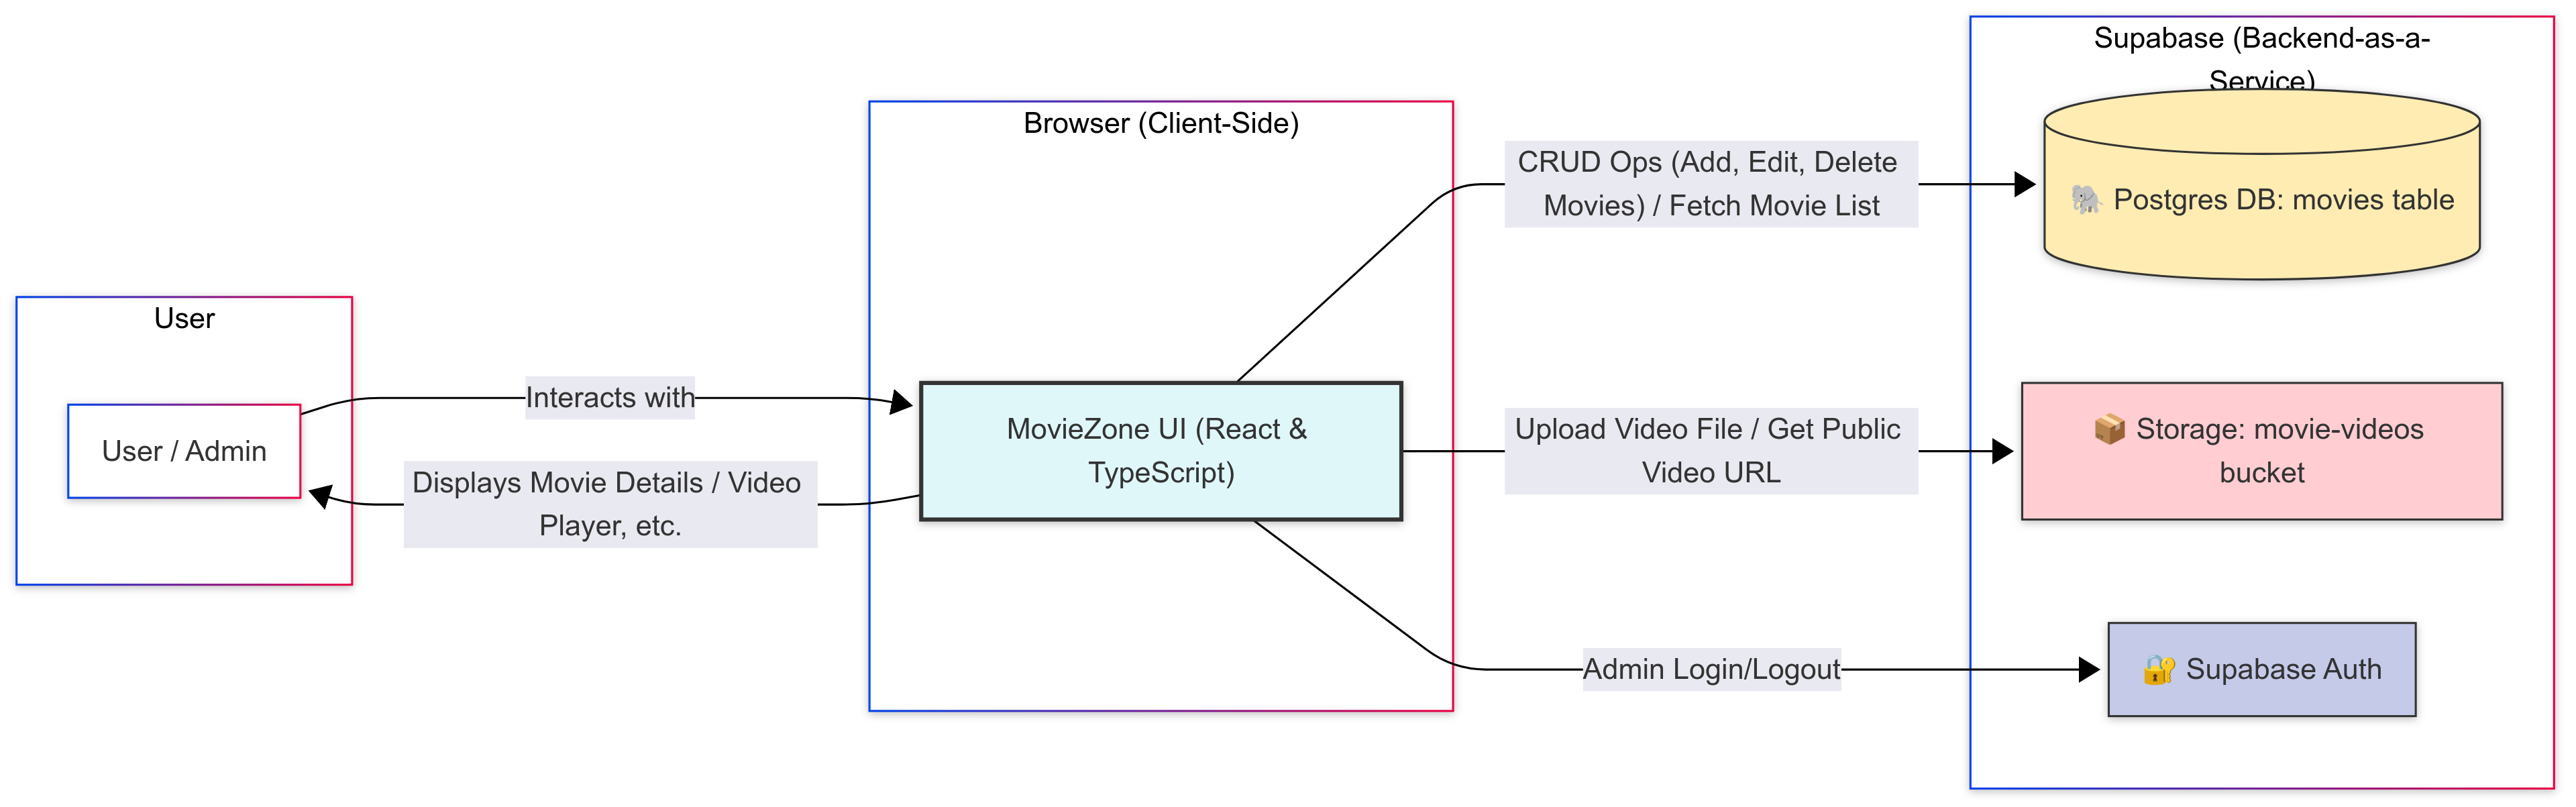 User
User / Admin
Interacts with
Displays Movie Details / Video
Player, etc.
Browser (Client-Side)
MovieZone UI (React &
TypeScript)
CRUD Ops (Add, Edit, Delete
Movies) / Fetch Movie List
Upload Video File / Get Public
Video URL
Admin Login/Logout
Supabase (Backend-as-a-
Service)
🐘 Postgres DB: movies table
📦 Storage: movie-videos
bucket
🔐 Supabase Auth